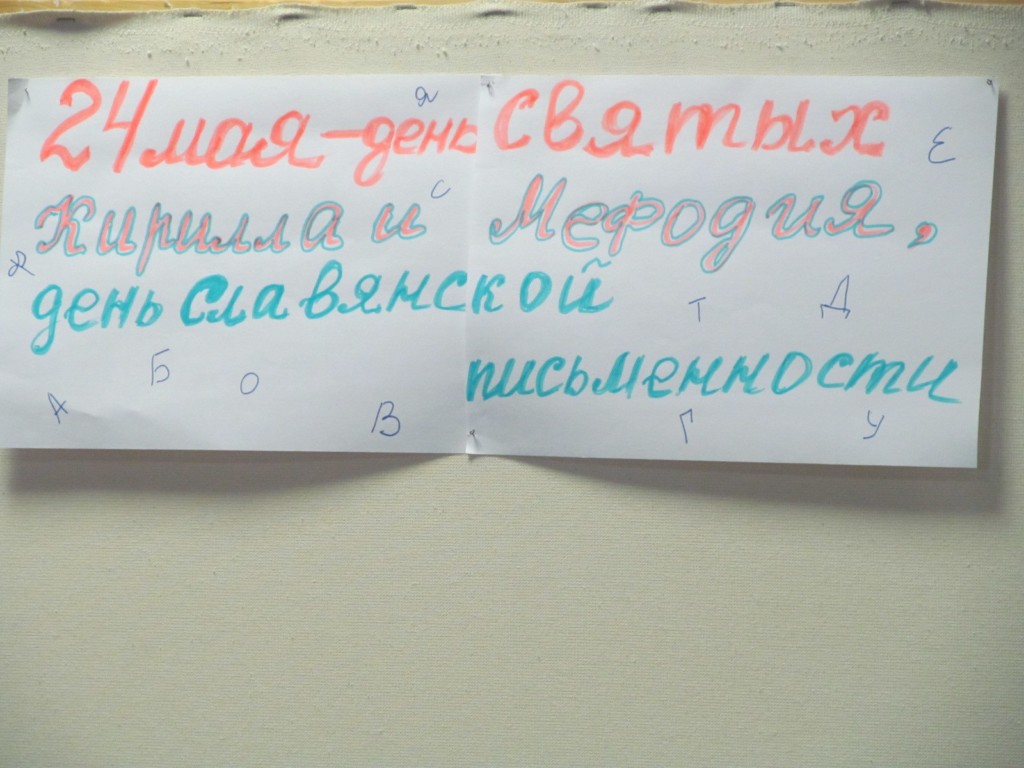 я
24 мая – день святых
Е
с
Кирилла и Мефодия,
я
день славянской
Т Д
Б О
письменности
А В Г У